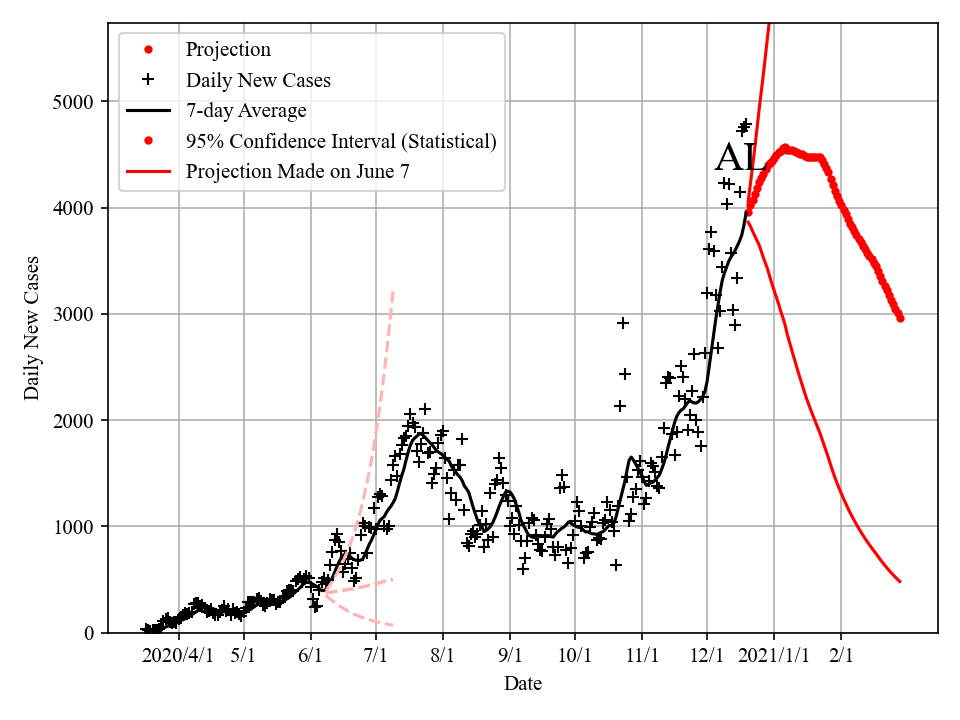 Projection
Daily New Cases
7-day Average
95% Confidence Interval (Statistical)
Projection Made on June 7
AL
Daily New Cases
5000
4000
3000
2000
1000
0
2020/4/1 5/1 6/1 7/1 8/1 9/1 10/1 11/1 12/1 2021/1/1 2/1
Date